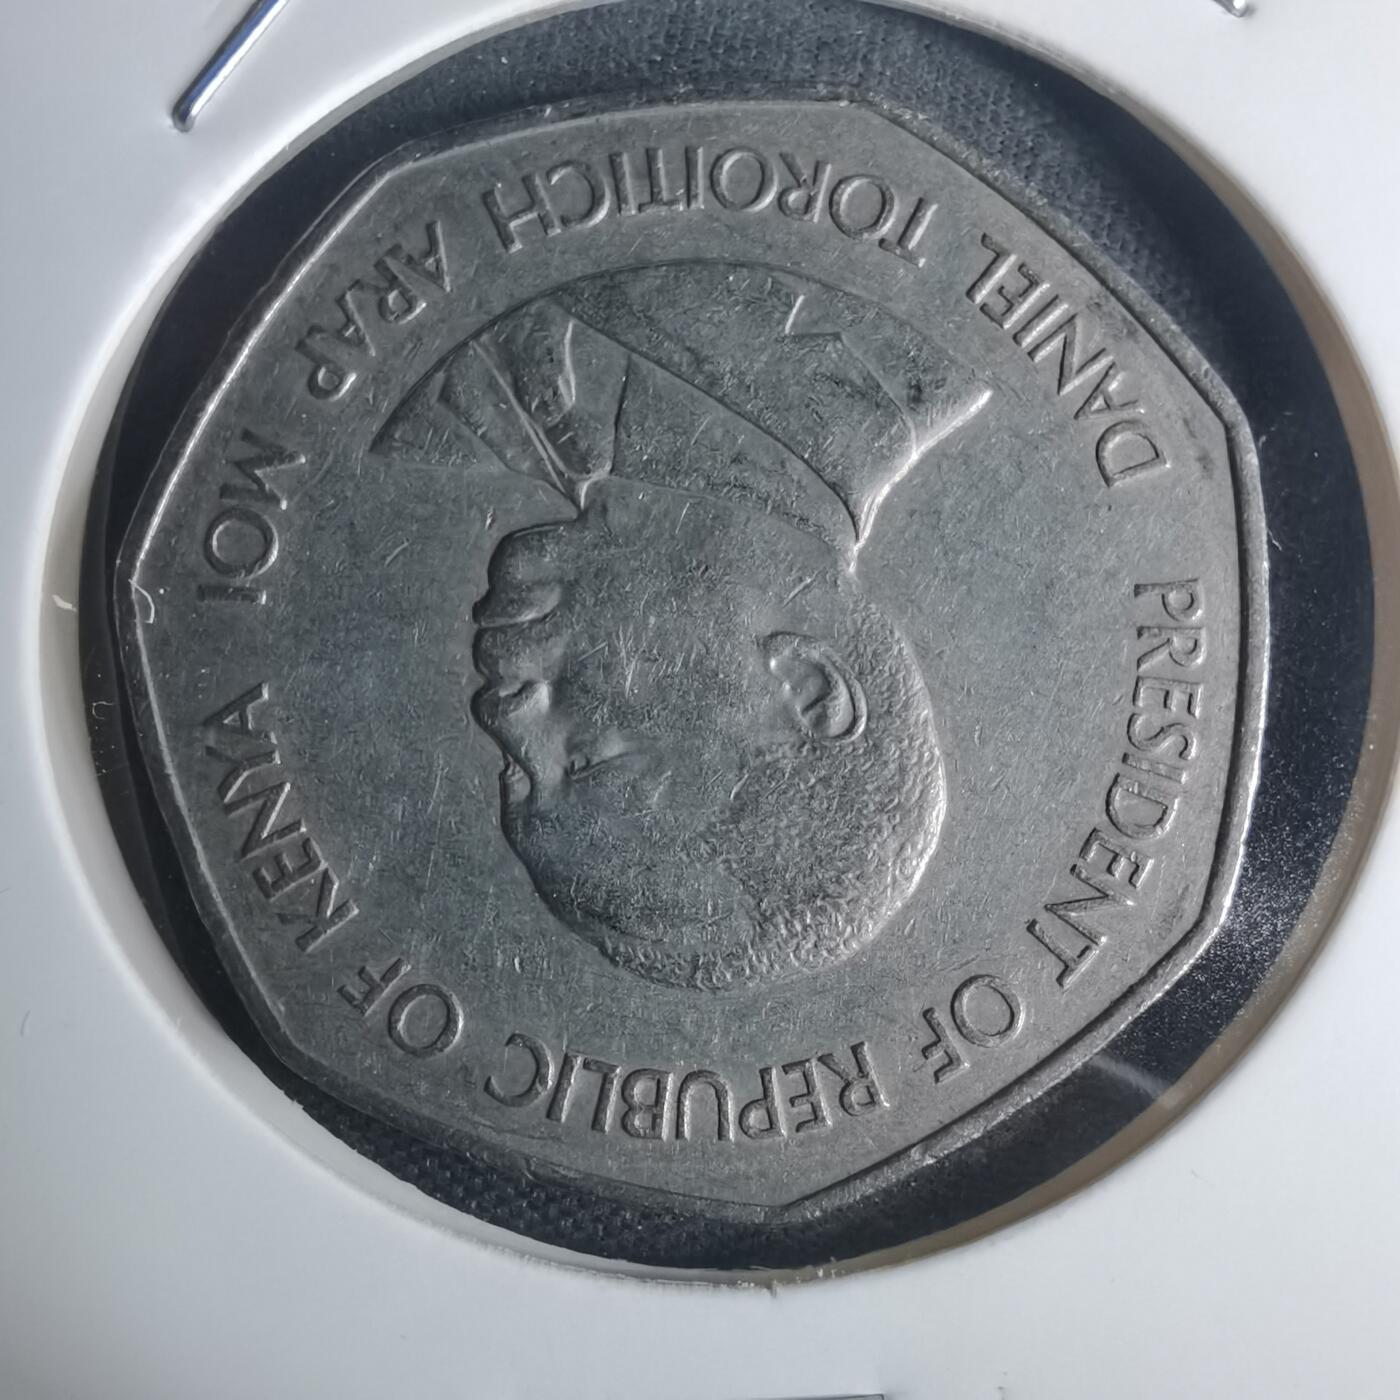 PRESIDENT OF REPUBLIC OF KENYA
DANIEL TOROITICH ARAP MOI